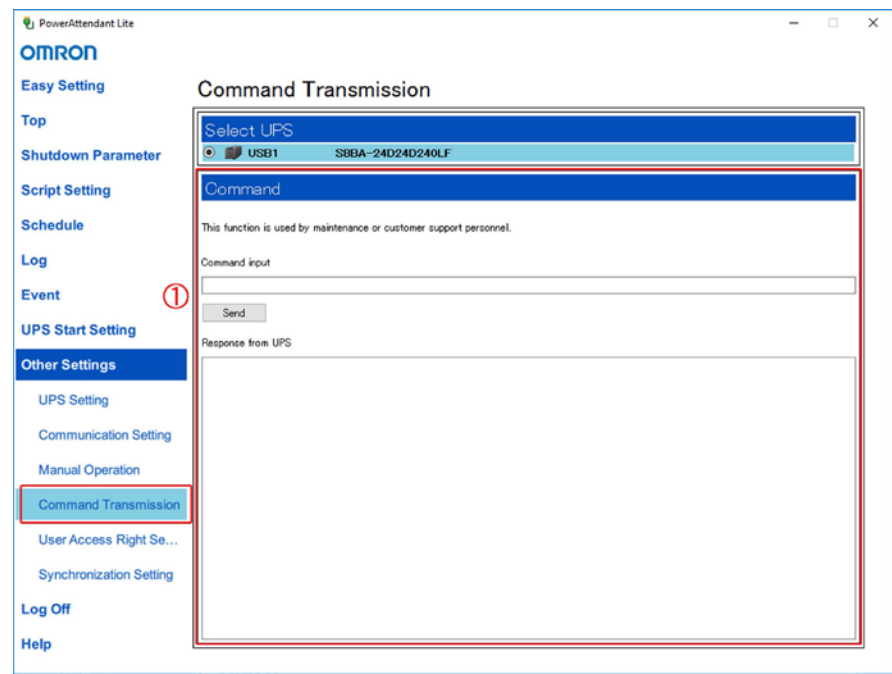 PowerAttendant Lite
OMRON
Easy Setting
Top
Shutdown Parameter
Script Setting
Schedule
Log
Event
UPS Start Setting
Other Settings
UPS Setting
Communication Setting
Manual Operation
Command Transmission
User Access Right Se...
Synchronization Setting
Log Off
Help
Command Transmission
Select UPS
USB1 S8BA-24D24D240LF
①
Command
This function is used by maintenance or customer support personnel.
Command input
Send
Response from UPS